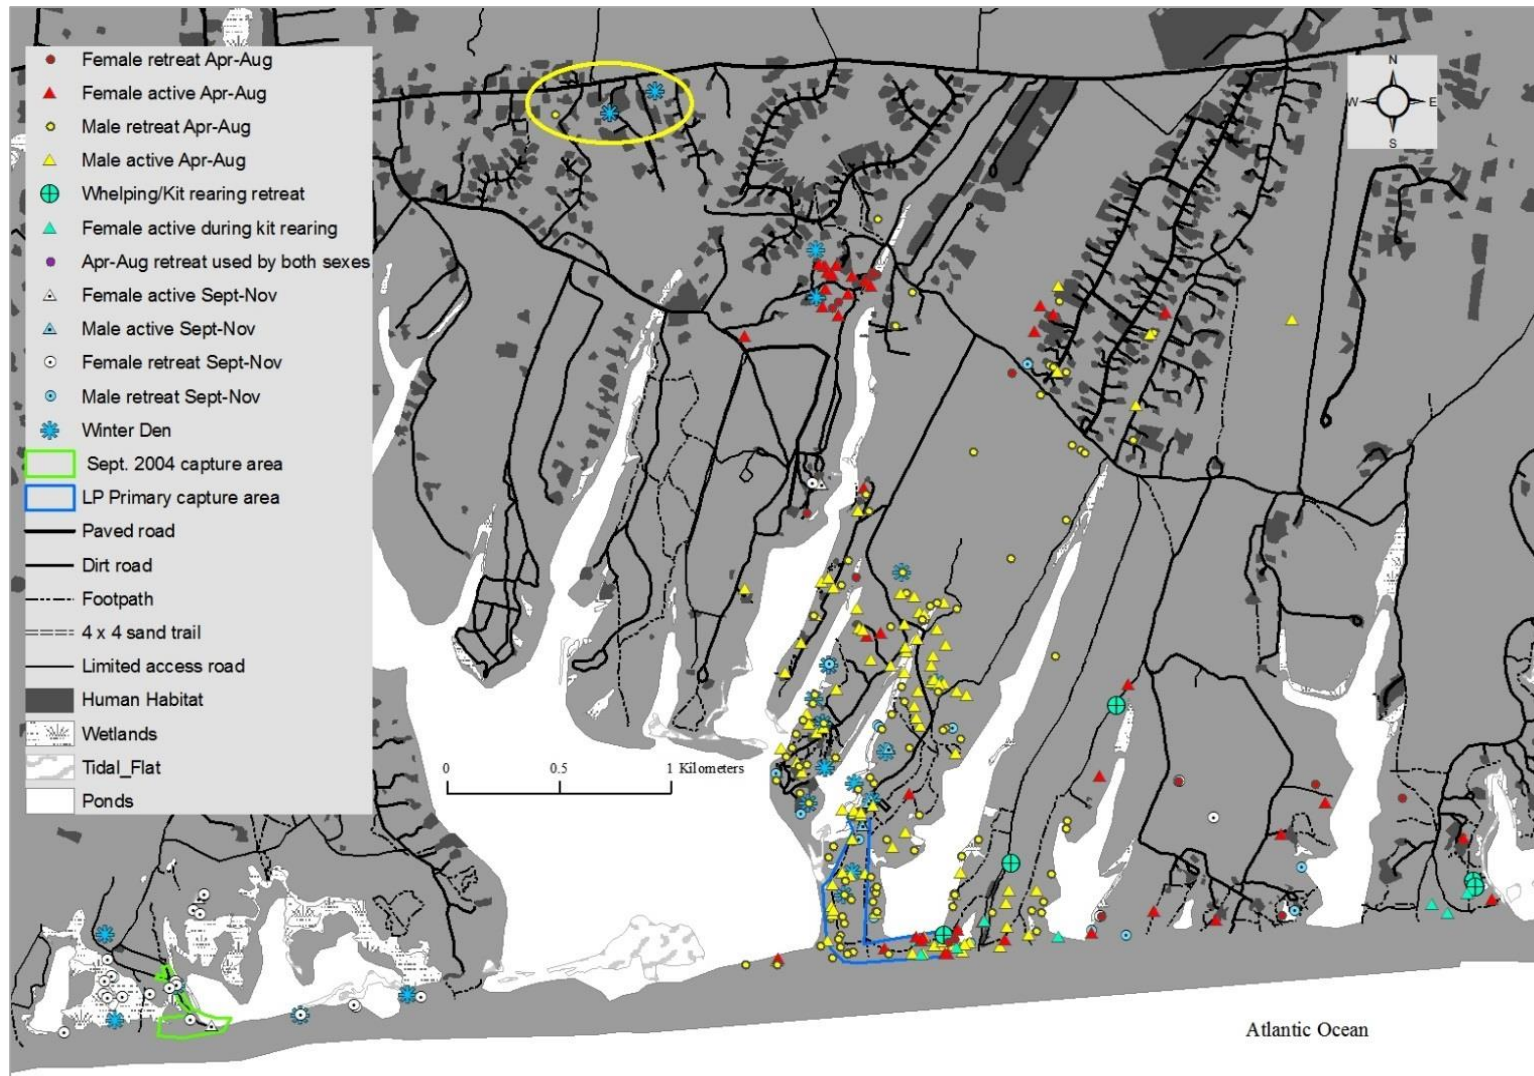 Female retreat Apr-Aug
Female active Apr-Aug
Male retreat Apr-Aug
Male active Apr-Aug
Whelping/Kit rearing retreat
Female active during kit rearing
Apr-Aug retreat used by both sexes
Female active Sept-Nov
Male active Sept-Nov
Female retreat Sept-Nov
Male retreat Sept-Nov
Winter Den
Sept. 2004 capture area
LP Primary capture area
Paved road
Dirt road
Footpath
4 x 4 sand trail
Limited access road
Human Habitat
Wetlands
Tidal_Flat
Ponds
N
W E
S
0 0.5 1 Kilometers
Atlantic Ocean